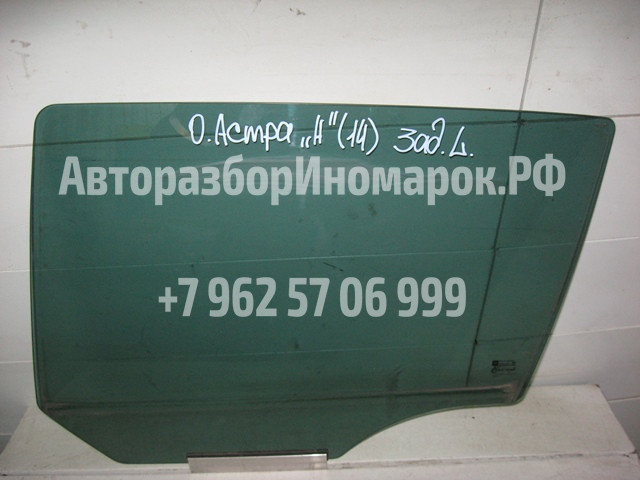 О. Астра „Н" (14) зад. L.
АвторазборИномарок.РФ
+7 962 57 06 999